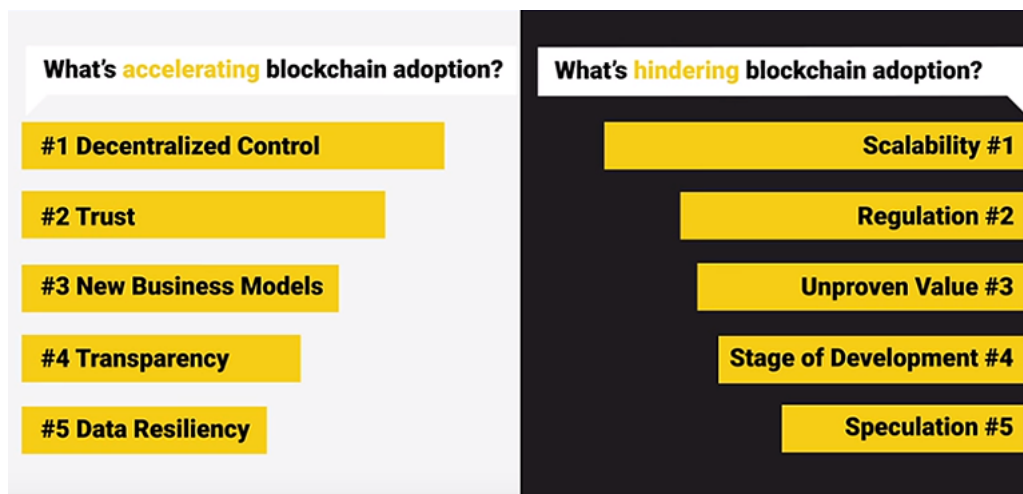 What's accelerating blockchain adoption?
#1 Decentralized Control
#2 Trust
#3 New Business Models
#4 Transparency
#5 Data Resiliency
What's hindering blockchain adoption?
Scalability #1
Regulation #2
Unproven Value #3
Stage of Development #4
Speculation #5